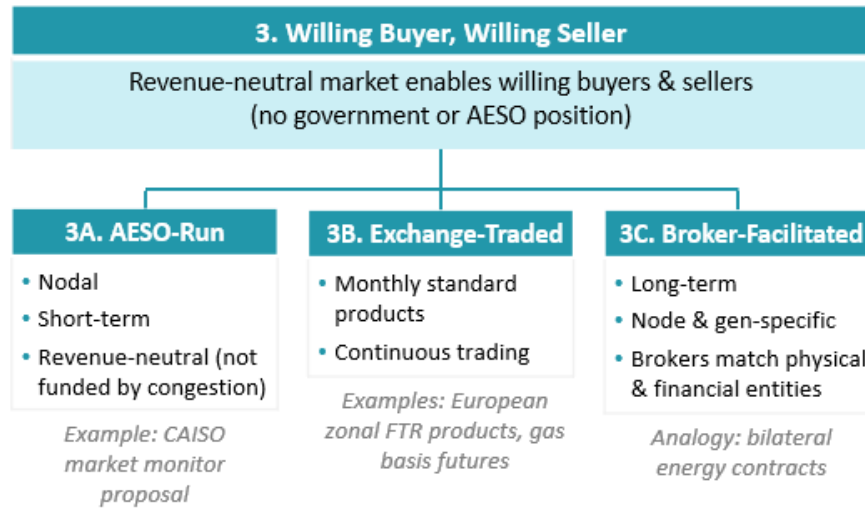 3. Willing Buyer, Willing Seller
Revenue-neutral market enables willing buyers & sellers
(no government or AESO position)
3A. AESO-Run
• Nodal
• Short-term
• Revenue-neutral (not
funded by congestion)
Example: CAISO
market monitor
proposal
3B. Exchange-Traded
• Monthly standard
products
• Continuous trading
Examples: European
zonal FTR products, gas
basis futures
3C. Broker-Facilitated
• Long-term
• Node & gen-specific
• Brokers match physical
& financial entities
Analogy: bilateral
energy contracts